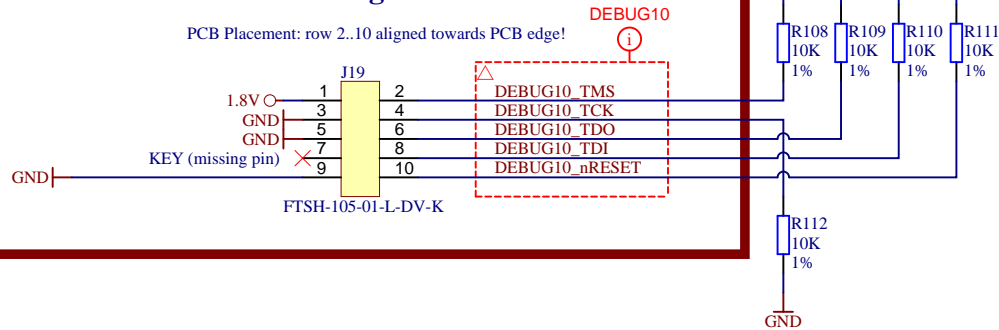 DEBUG10
i
PCB Placement: row 2..10 aligned towards PCB edge!
R108
10K
1%
R109
10K
1%
R110
10K
1%
R111
10K
1%
J19
1.8V
1
2
DEBUG10_TMS
GND
3
4
DEBUG10_TCK
GND
5
6
DEBUG10_TDO
KEY (missing pin)
7
8
DEBUG10_TDI
GND
9
10
DEBUG10_nRESET
FTSH-105-01-L-DV-K
R112
10K
1%
GND